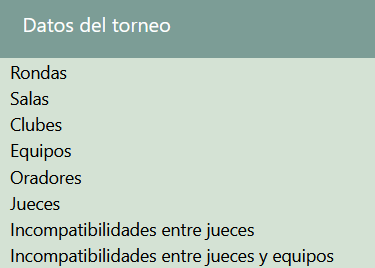 Datos del torneo
Rondas
Salas
Clubes
Equipos
Oradores
Jueces
Incompatibilidades entre jueces
Incompatibilidades entre jueces y equipos